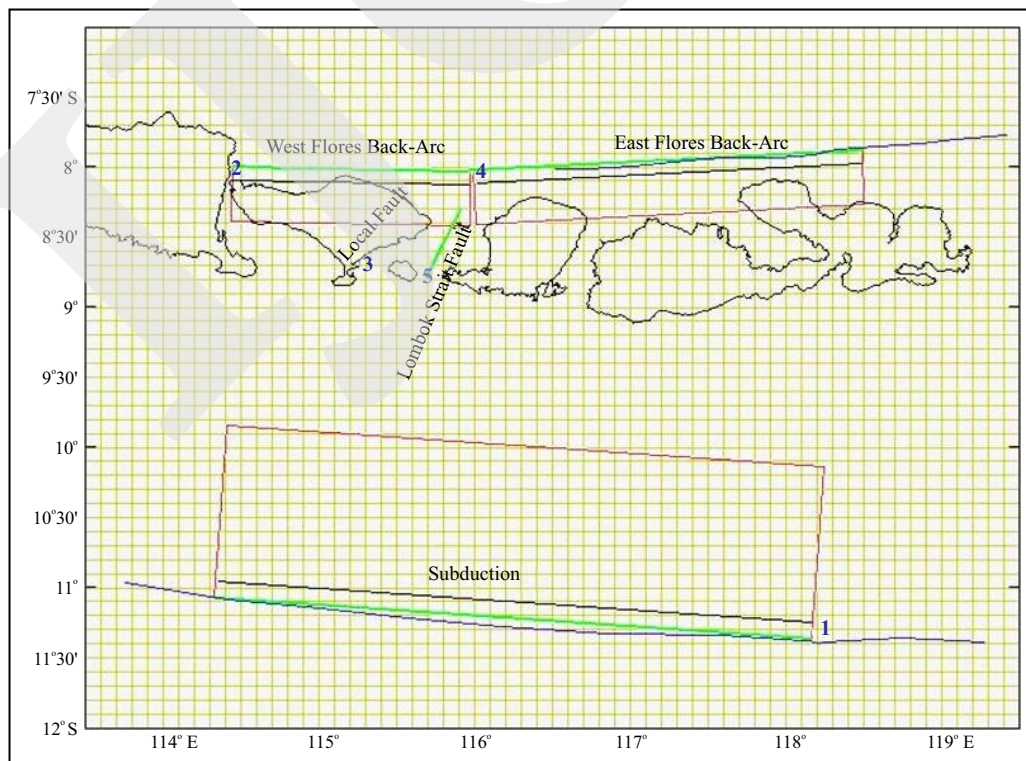 7°30' S
West Flores Back-Arc
East Flores Back-Arc
8°
2
4
Local Fault
8°30'
3
5
Lombok Strait Fault
9°
9°30'
10°
10°30'
Subduction
11°
1
11°30'
12°S
114° E
115°
116°
117°
118°
119° E